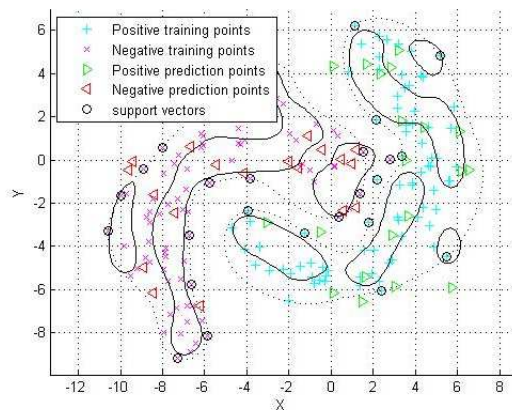 Positive training points
Negative training points
Positive prediction points
Negative prediction points
support vectors
6
4
2
0
-2
-4
-6
-8
Y
-12 -10 -8 -6 -4 -2 0 2 4 6 8
X